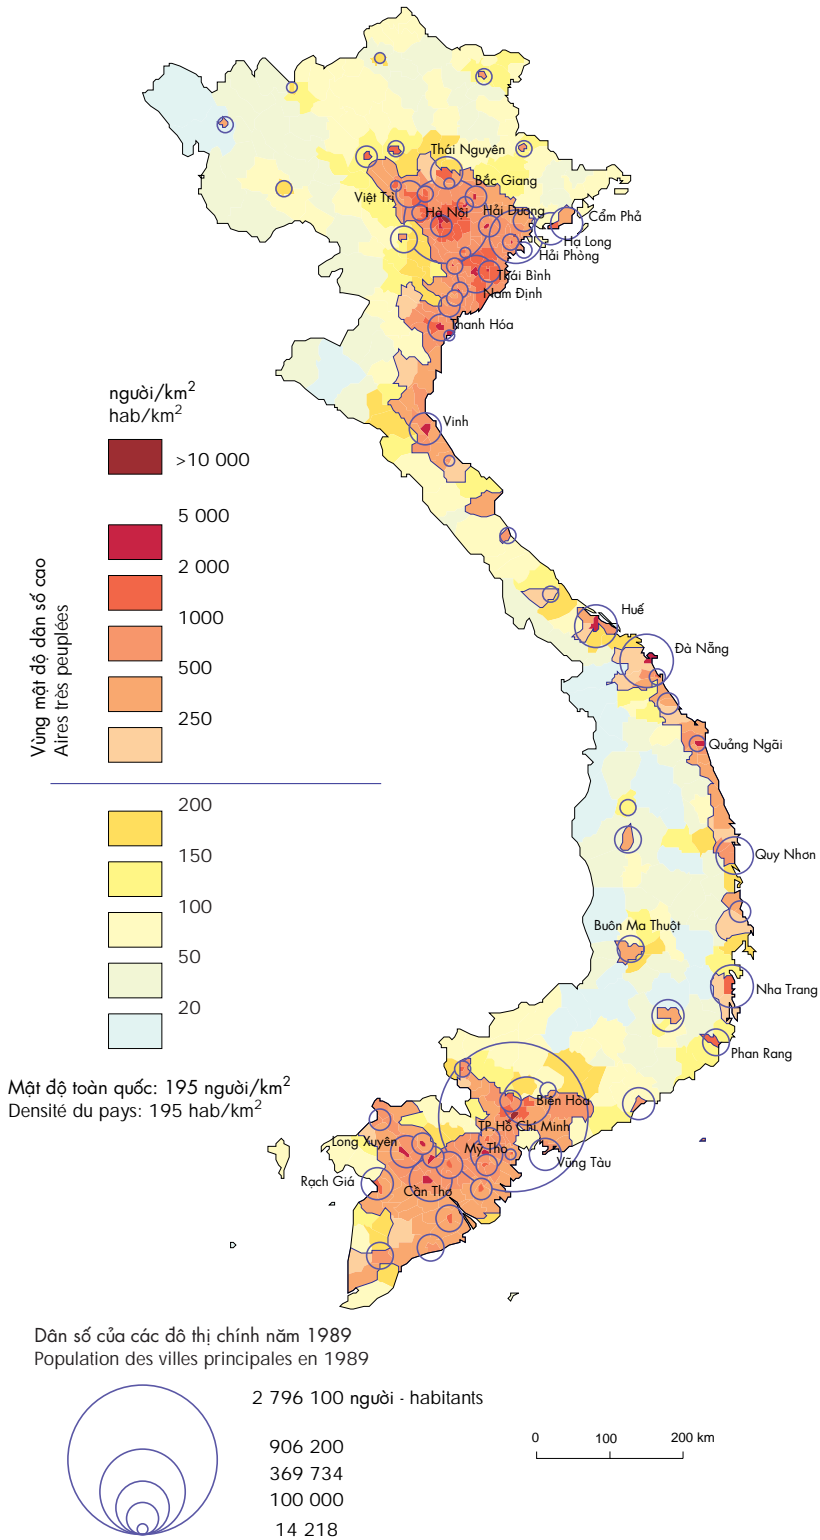 Thái Nguyên
Bắc Giang
Việt Trì
Hà Nội
Hải Dương
Cẩm Phả
Hạ Long
Hải Phòng
Thái Bình
Nam Định
Thanh Hóa
Vinh
Huế
Đà Nẵng
Quảng Ngãi
Quy Nhơn
Buôn Ma Thuột
Nha Trang
Phan Rang
Biên Hòa
TP Hồ Chí Minh
Long Xuyên
Mỹ Tho
Vũng Tàu
Rạch Giá
Cần Thơ
người/km²
hab/km²
>10 000
5 000
2 000
1000
500
250
Vùng mật độ dân số cao
Aires très peuplées
200
150
100
50
20
Mật độ toàn quốc: 195 người/km²
Densité du pays: 195 hab/km²
Dân số của các đô thị chính năm 1989
Population des villes principales en 1989
2 796 100 người - habitants
906 200
369 734
100 000
14 218
0 100 200 km